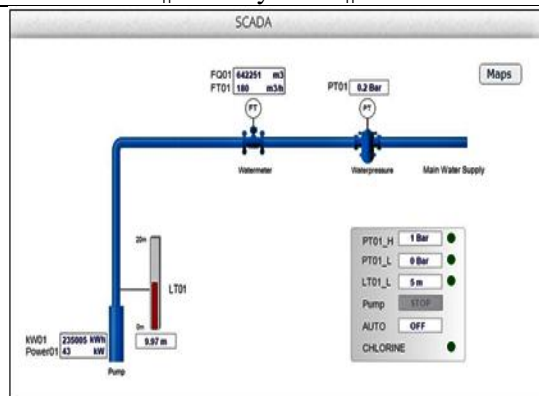 SCADA
FQ01 642251 m3
FT01 180 m3/h
PT01 0.2 Bar
Maps
FT
PT
Watermeter
Waterpressure
Main Water Supply
20m
LT01
0m
9.97 m
kW01 235005 kWh
Power01 43 kW
Pump
PT01_H 1 Bar
PT01_L 0 Bar
LT01_L 5 m
Pump STOP
AUTO OFF
CHLORINE